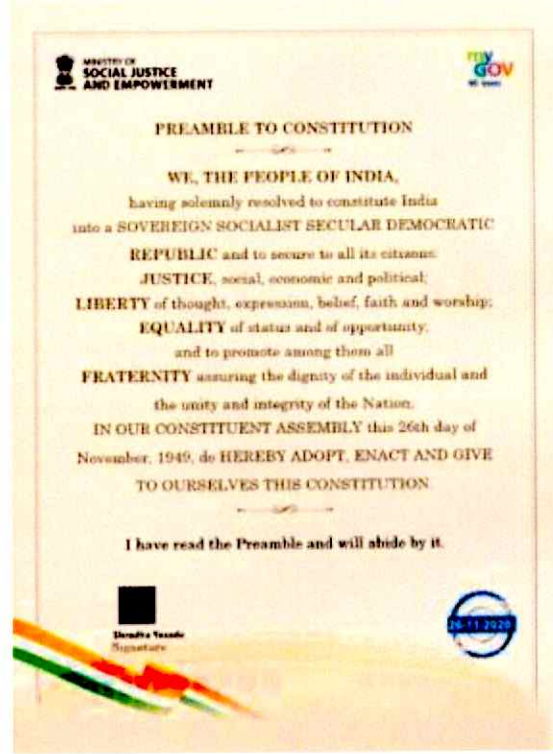 MINISTRY OF
SOCIAL JUSTICE
AND EMPOWERMENT
my
GOV
PREAMBLE TO CONSTITUTION
WE, THE PEOPLE OF INDIA,
having solemnly resolved to constitute India
into a SOVEREIGN SOCIALIST SECULAR DEMOCRATIC
REPUBLIC and to secure to all its citizens:
JUSTICE, social, economic and political;
LIBERTY of thought, expression, belief, faith and worship;
EQUALITY of status and of opportunity;
and to promote among them all
FRATERNITY assuring the dignity of the individual and
the unity and integrity of the Nation;
IN OUR CONSTITUENT ASSEMBLY this 26th day of
November, 1949, do HEREBY ADOPT, ENACT AND GIVE
TO OURSELVES THIS CONSTITUTION
I have read the Preamble and will abide by it.
Signature
26-11-2020